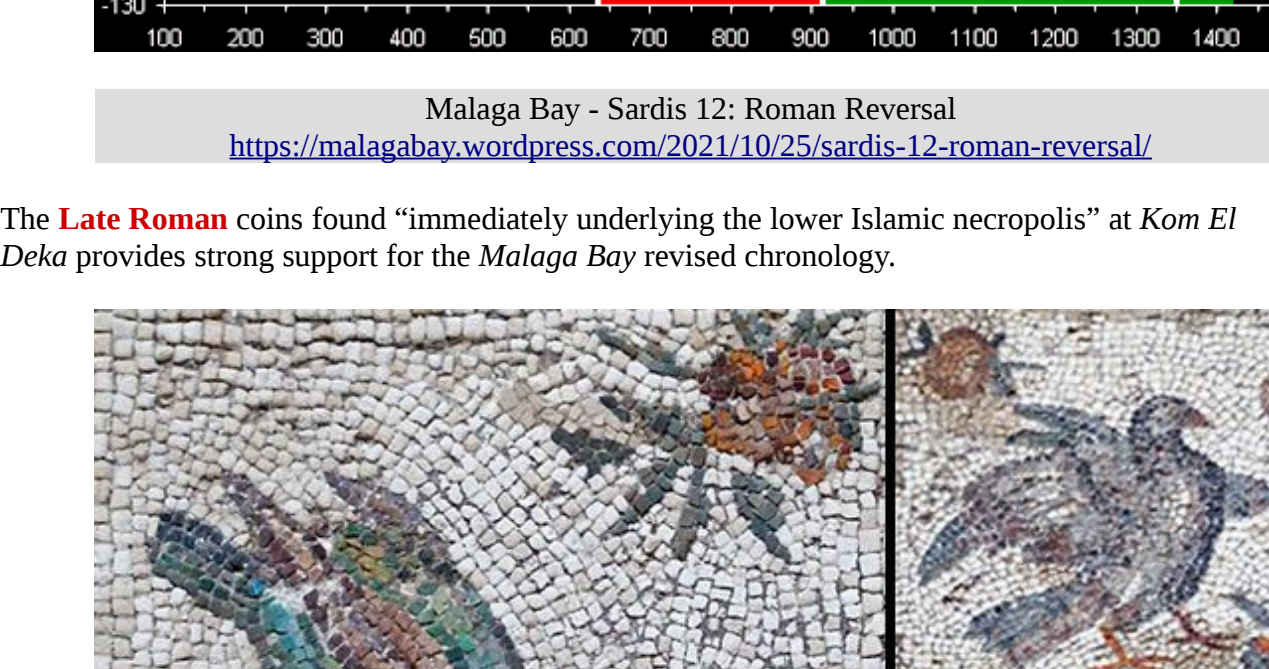 -130
100 200 300 400 500 600 700 800 900 1000 1100 1200 1300 1400
Malaga Bay - Sardis 12: Roman Reversal
https://malagabay.wordpress.com/2021/10/25/sardis-12-roman-reversal/
The Late Roman coins found “immediately underlying the lower Islamic necropolis” at Kom El
Deka provides strong support for the Malaga Bay revised chronology.